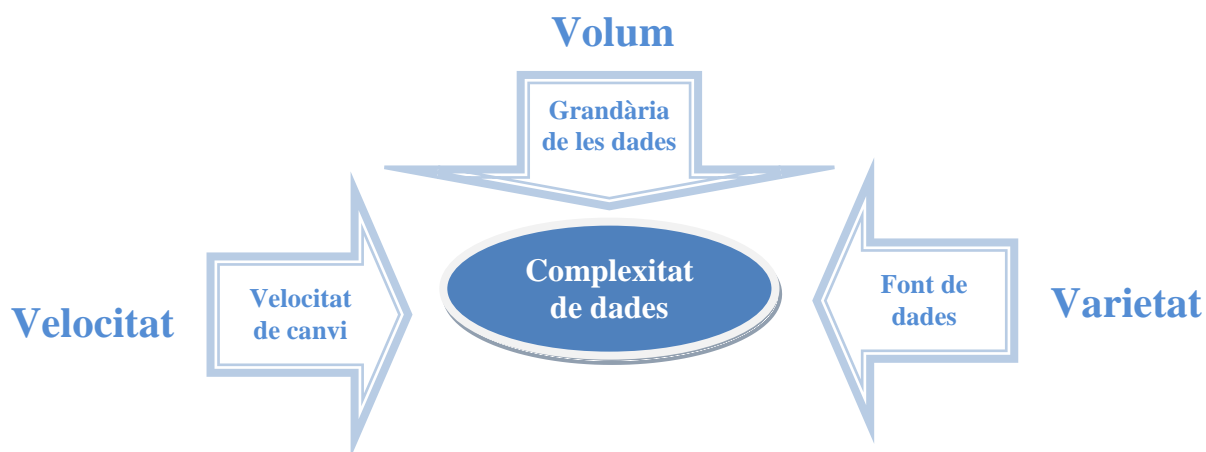 Volum
Grandària
de les dades
Velocitat
Velocitat
de canvi
Complexitat
de dades
Font de
dades
Varietat